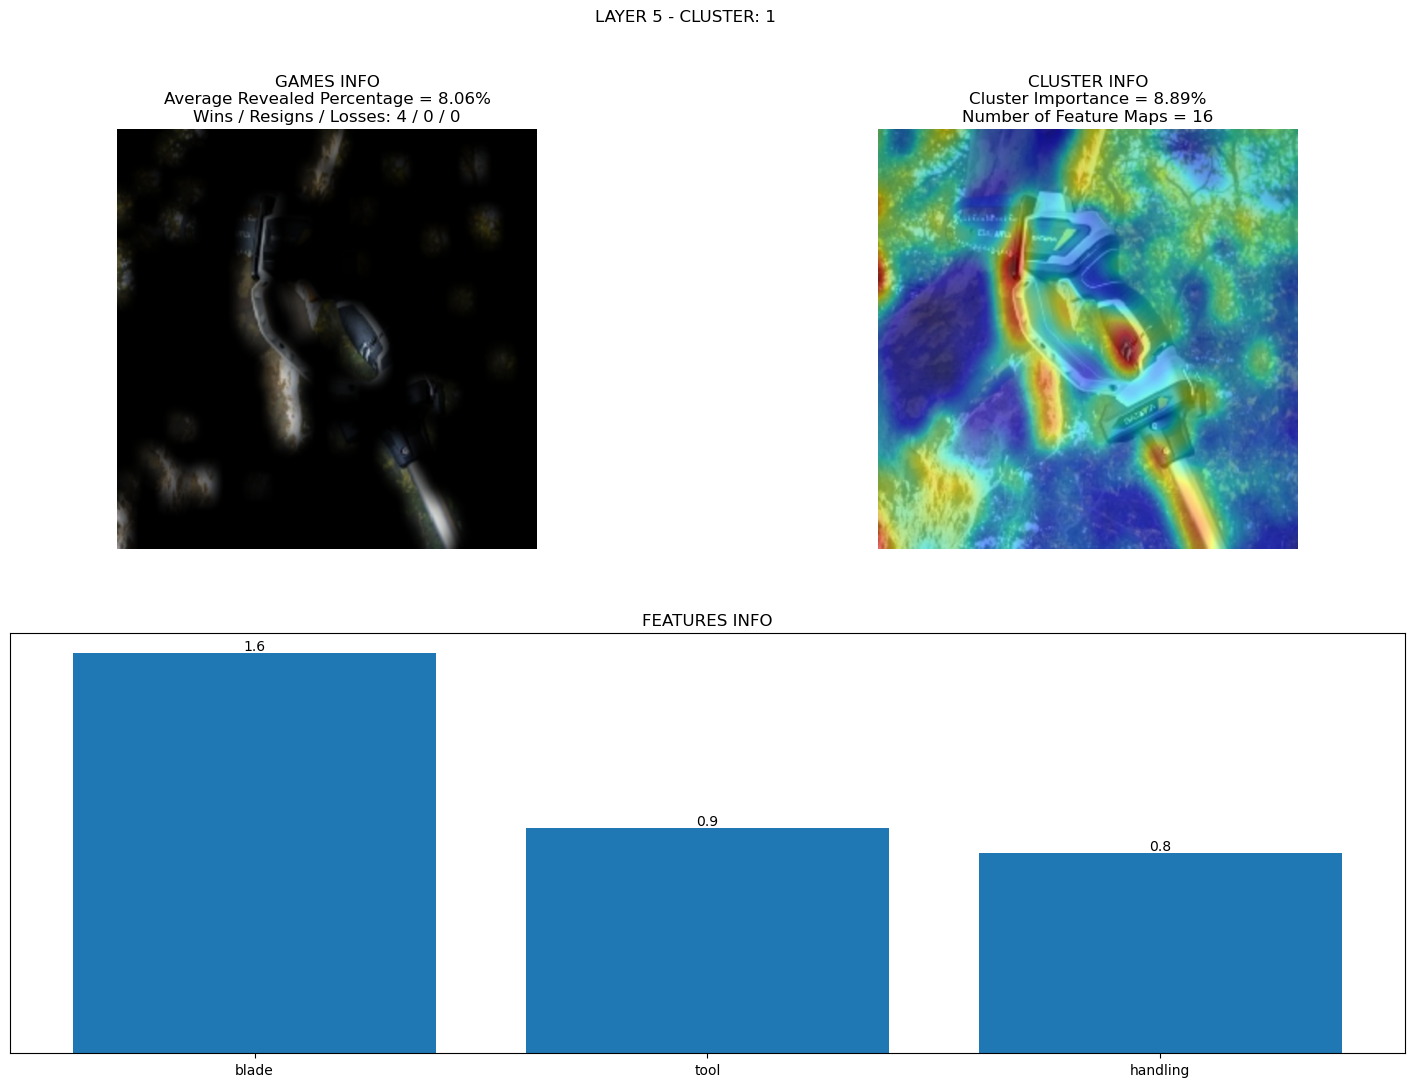 LAYER 5 - CLUSTER: 1
GAMES INFO
Average Revealed Percentage = 8.06%
Wins / Resigns / Losses: 4 / 0 / 0
CLUSTER INFO
Cluster Importance = 8.89%
Number of Feature Maps = 16
FEATURES INFO
1.6
0.9
0.8
blade
tool
handling